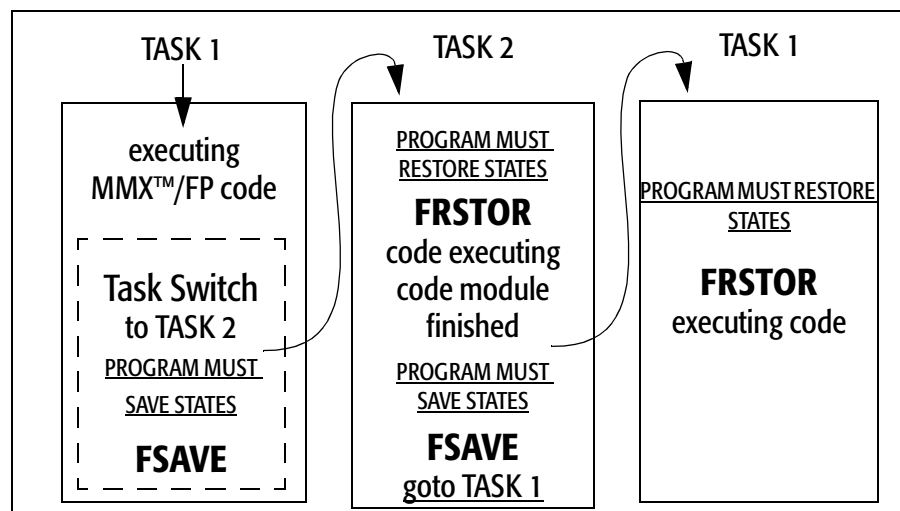 TASK 1
executing
MMX™/FP code
Task Switch
to TASK 2
PROGRAM MUST
SAVE STATES
FSAVE
TASK 2
PROGRAM MUST
RESTORE STATES
FRSTOR
code executing
code module
finished
PROGRAM MUST
SAVE STATES
FSAVE
goto TASK 1
TASK 1
PROGRAM MUST RESTORE
STATES
FRSTOR
executing code